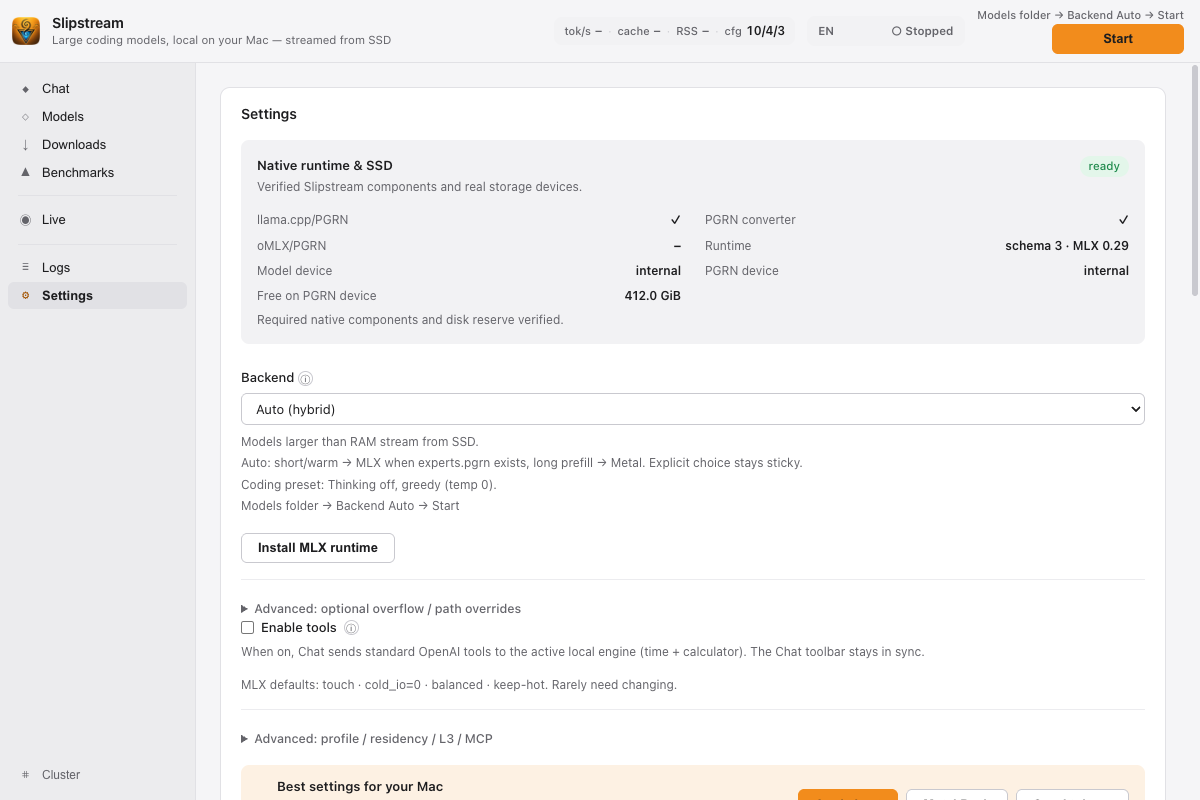 Slipstream
Large coding models, local on your Mac — streamed from SSD
tok/s – · cache – · RSS – · cfg 10/4/3
EN
Stopped
Models folder → Backend Auto → Start
Start
Chat
Models
Downloads
Benchmarks
Live
Logs
Settings
Cluster
Settings
Native runtime & SSD
ready
Verified Slipstream components and real storage devices.
llama.cpp/PGRN ✓ PGRN converter ✓
oMLX/PGRN – Runtime schema 3 · MLX 0.29
Model device internal PGRN device internal
Free on PGRN device 412.0 GiB
Required native components and disk reserve verified.
Backend ⓘ
Auto (hybrid)
Models larger than RAM stream from SSD.
Auto: short/warm → MLX when experts.pgrn exists, long prefill → Metal. Explicit choice stays sticky.
Coding preset: Thinking off, greedy (temp 0).
Models folder → Backend Auto → Start
Install MLX runtime
Advanced: optional overflow / path overrides
Enable tools ⓘ
When on, Chat sends standard OpenAI tools to the active local engine (time + calculator). The Chat toolbar stays in sync.
MLX defaults: touch · cold_io=0 · balanced · keep-hot. Rarely need changing.
Advanced: profile / residency / L3 / MCP
Best settings for your Mac